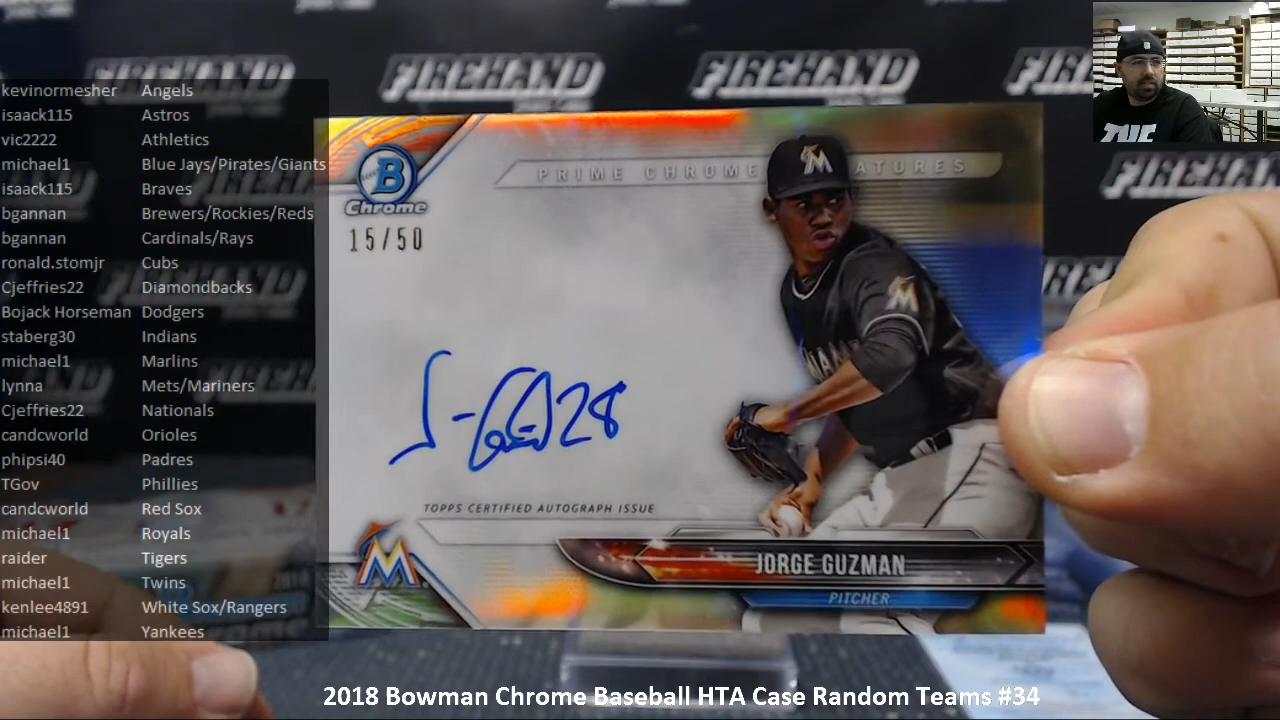 FIREHAND FIREHAND FIREHAND
kevinormesher Angels
isaack115 Astros
vic2222 Athletics
michael1 Blue Jays/Pirates/Giants
isaack115 Braves
bgannan Brewers/Rockies/Reds
bgannan Cardinals/Rays
ronald.stomjr Cubs
Cjeffries22 Diamondbacks
Bojack Horseman Dodgers
staberg30 Indians
michael1 Marlins
lynna Mets/Mariners
Cjeffries22 Nationals
candcworld Orioles
phipsi40 Padres
TGov Phillies
candcworld Red Sox
michael1 Royals
raider Tigers
michael1 Twins
kenlee4891 White Sox/Rangers
michael1 Yankees
B
Chrome
PRIME CHROME ATURES
15/50
M
M
28
TOPPS CERTIFIED AUTOGRAPH ISSUE
M
JORGE GUZMAN
PITCHER
2018 Bowman Chrome Baseball HTA Case Random Teams #34